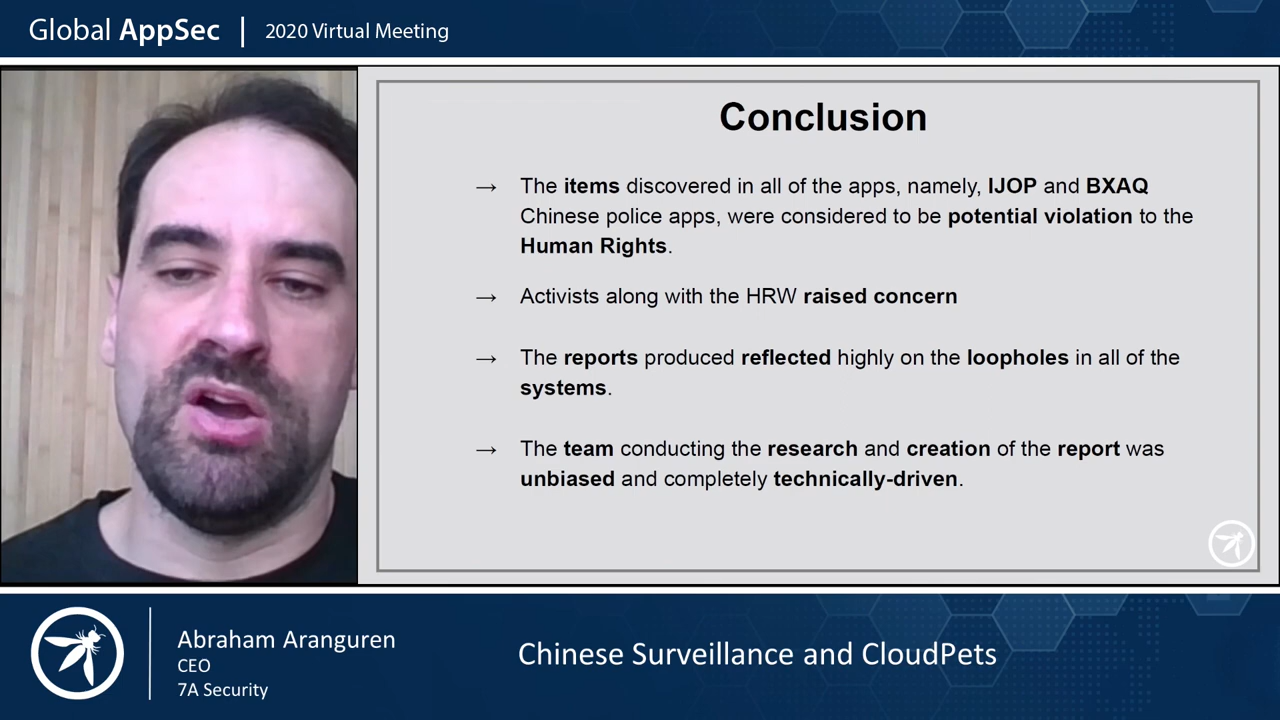 Global AppSec | 2020 Virtual Meeting
Conclusion
→ The items discovered in all of the apps, namely, IJOP and BXAQ
Chinese police apps, were considered to be potential violation to the
Human Rights.
→ Activists along with the HRW raised concern
→ The reports produced reflected highly on the loopholes in all of the
systems.
→ The team conducting the research and creation of the report was
unbiased and completely technically-driven.
Abraham Aranguren
CEO
7A Security
Chinese Surveillance and CloudPets